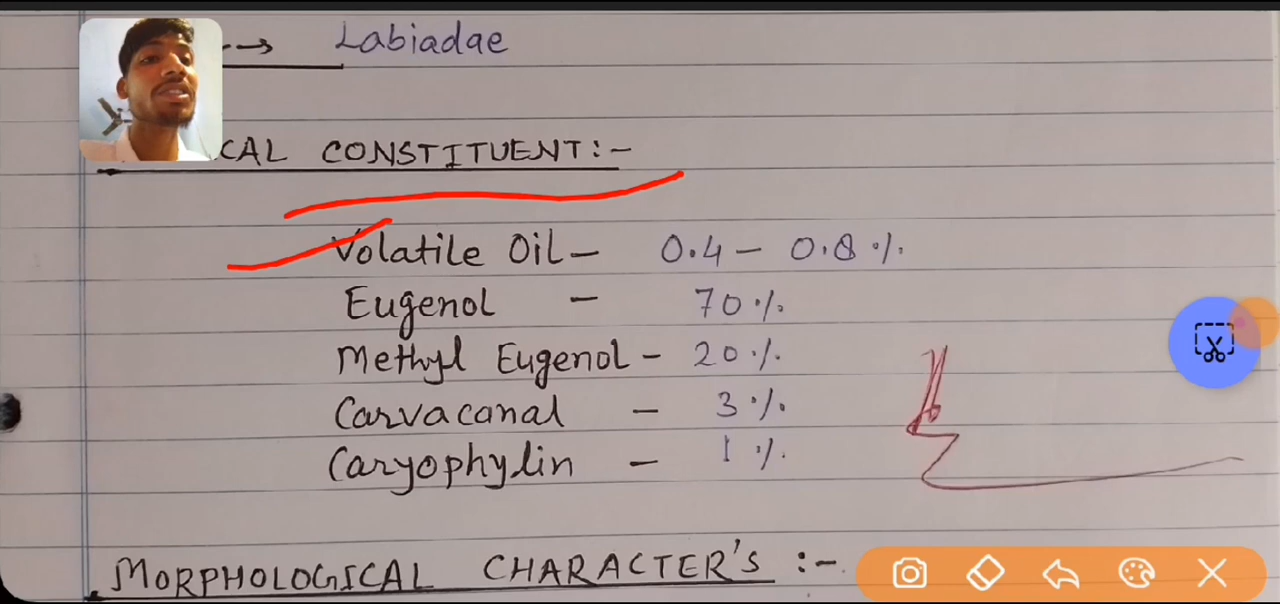 → Labiadae
CAL CONSTITUENT:-
Volatile Oil - 0.4 - 0.8 %
Eugenol - 70 %
Methyl Eugenol - 20 %
Carvacanal - 3 %
Caryophylin - 1 %
MORPHOLOGICAL CHARACTER'S :-